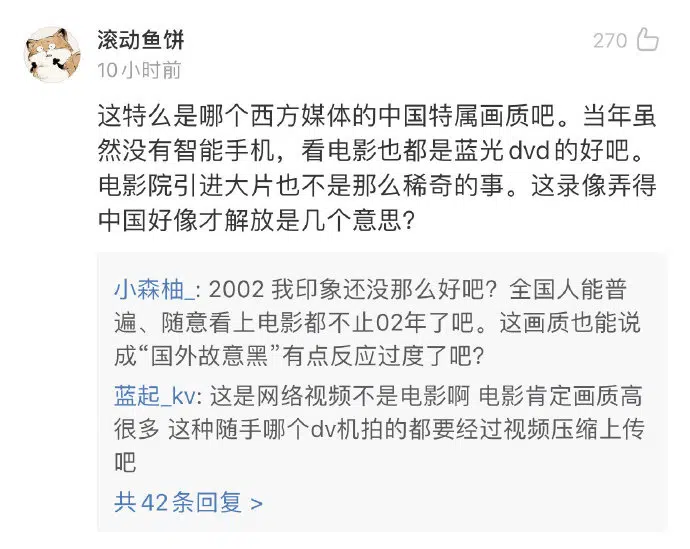 滚动鱼饼
270
10小时前
这特么是哪个西方媒体的中国特属画质吧。当年虽
然没有智能手机，看电影也都是蓝光dvd的好吧。
电影院引进大片也不是那么稀奇的事。这录像弄得
中国好像才解放是几个意思？
小森柚_: 2002 我印象还没那么好吧？全国人能普
遍、随意看上电影都不止02年了吧。这画质也能说
成“国外故意黑”有点反应过度了吧？
蓝起_kv: 这是网络视频不是电影啊 电影肯定画质高
很多 这种随手哪个dv机拍的都要经过视频压缩上传
吧
共42条回复 >